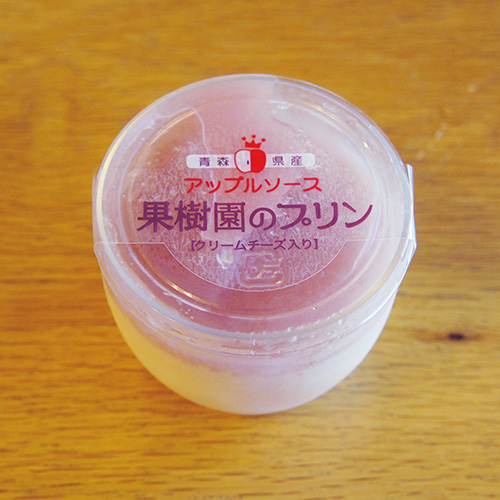 青森 県産
アップルソース
果樹園のプリン
【クリームチーズ入り】